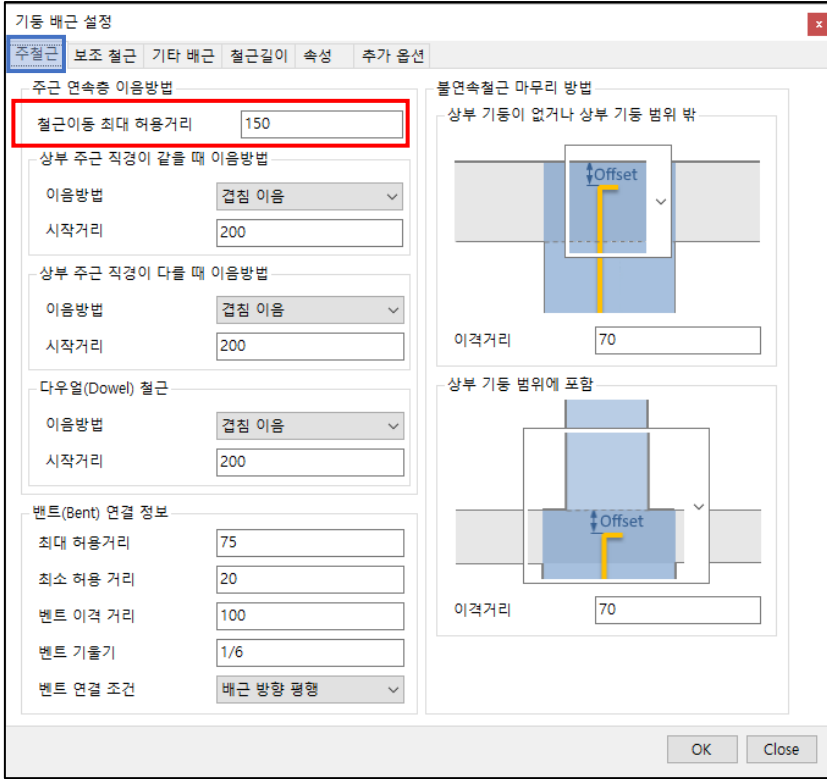 기둥 배근 설정
x
주철근 보조 철근 기타 배근 철근길이 속성 추가 옵션
주근 연속층 이음방법
철근이동 최대 허용거리 150
상부 주근 직경이 같을 때 이음방법
이음방법 겹침 이음
시작거리 200
상부 주근 직경이 다를 때 이음방법
이음방법 겹침 이음
시작거리 200
다우얼(Dowel) 철근
이음방법 겹침 이음
시작거리 200
밴트(Bent) 연결 정보
최대 허용거리 75
최소 허용 거리 20
벤트 이격 거리 100
벤트 기울기 1/6
벤트 연결 조건 배근 방향 평행
불연속철근 마무리 방법
상부 기둥이 없거나 상부 기둥 범위 밖
Offset
이격거리 70
상부 기둥 범위에 포함
Offset
이격거리 70
OK Close